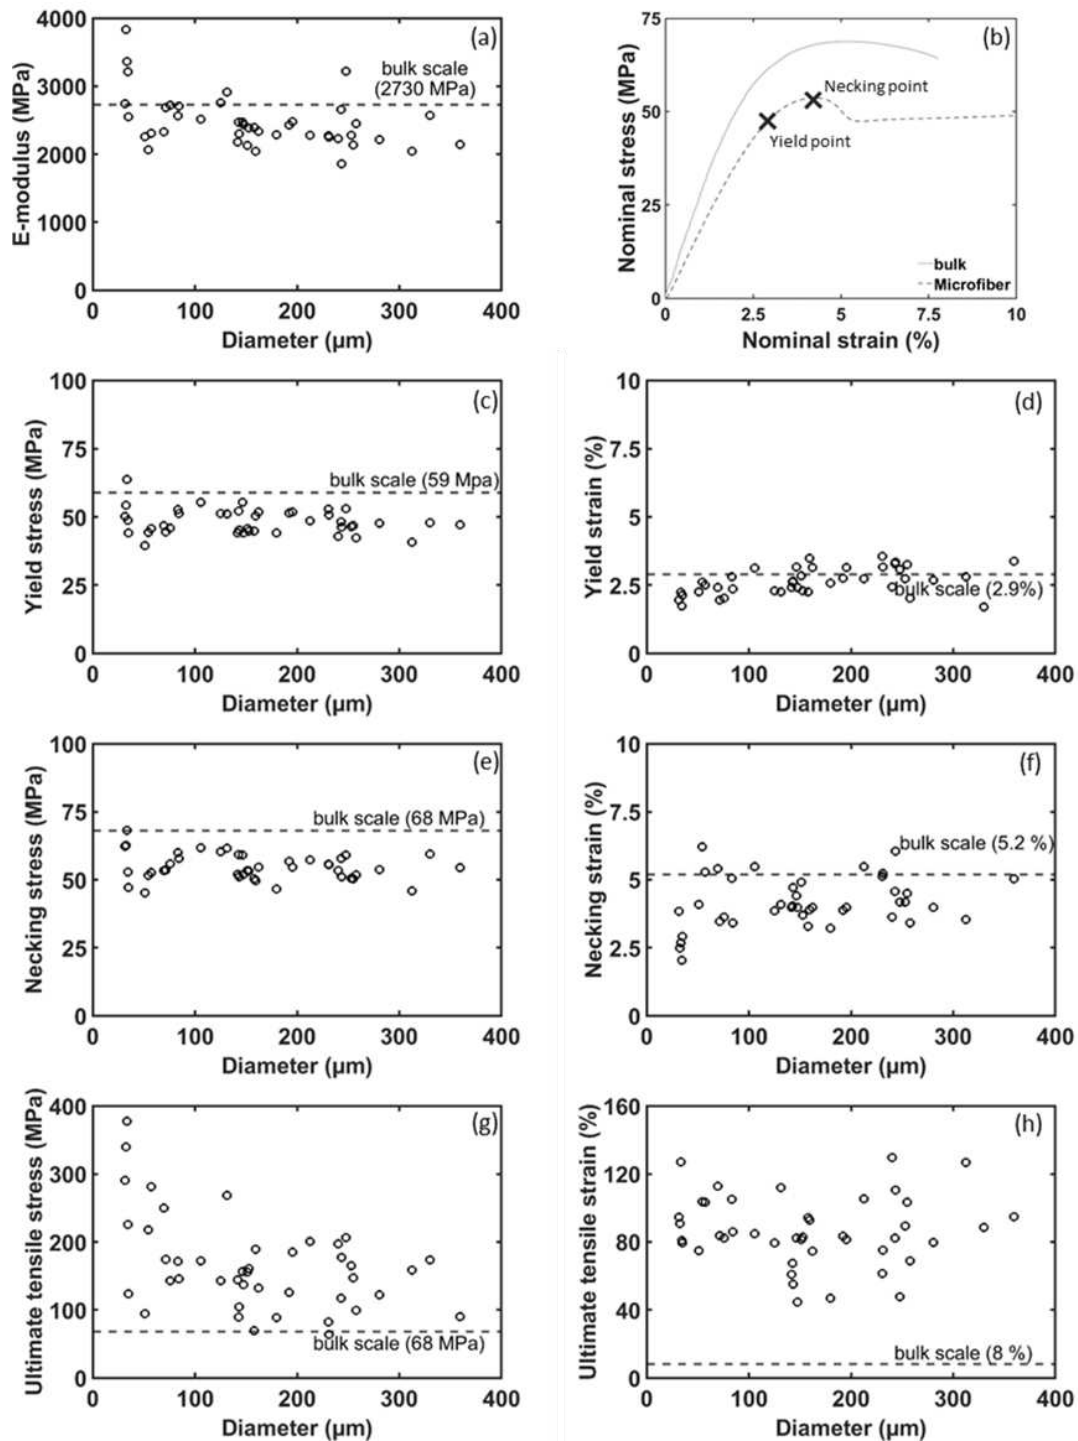 4000
3000
2000
1000
0
E-modulus (MPa)
(a)
bulk scale
(2730 MPa)
0 100 200 300 400
Diameter (µm)
75
50
25
0
Nominal stress (MPa)
(b)
Necking point
Yield point
bulk
Microfiber
0 2.5 5 7.5 10
Nominal strain (%)
100
75
50
25
0
Yield stress (MPa)
(c)
bulk scale (59 Mpa)
0 100 200 300 400
Diameter (µm)
10
7.5
5
2.5
0
Yield strain (%)
(d)
bulk scale (2.9%)
0 100 200 300 400
Diameter (µm)
100
75
50
25
0
Necking stress (MPa)
(e)
bulk scale (68 MPa)
0 100 200 300 400
Diameter (µm)
10
7.5
5
2.5
0
Necking strain (%)
(f)
bulk scale (5.2 %)
0 100 200 300 400
Diameter (µm)
400
300
200
100
0
Ultimate tensile stress (MPa)
(g)
bulk scale (68 MPa)
0 100 200 300 400
Diameter (µm)
160
120
80
40
0
Ultimate tensile strain (%)
(h)
bulk scale (8 %)
0 100 200 300 400
Diameter (µm)